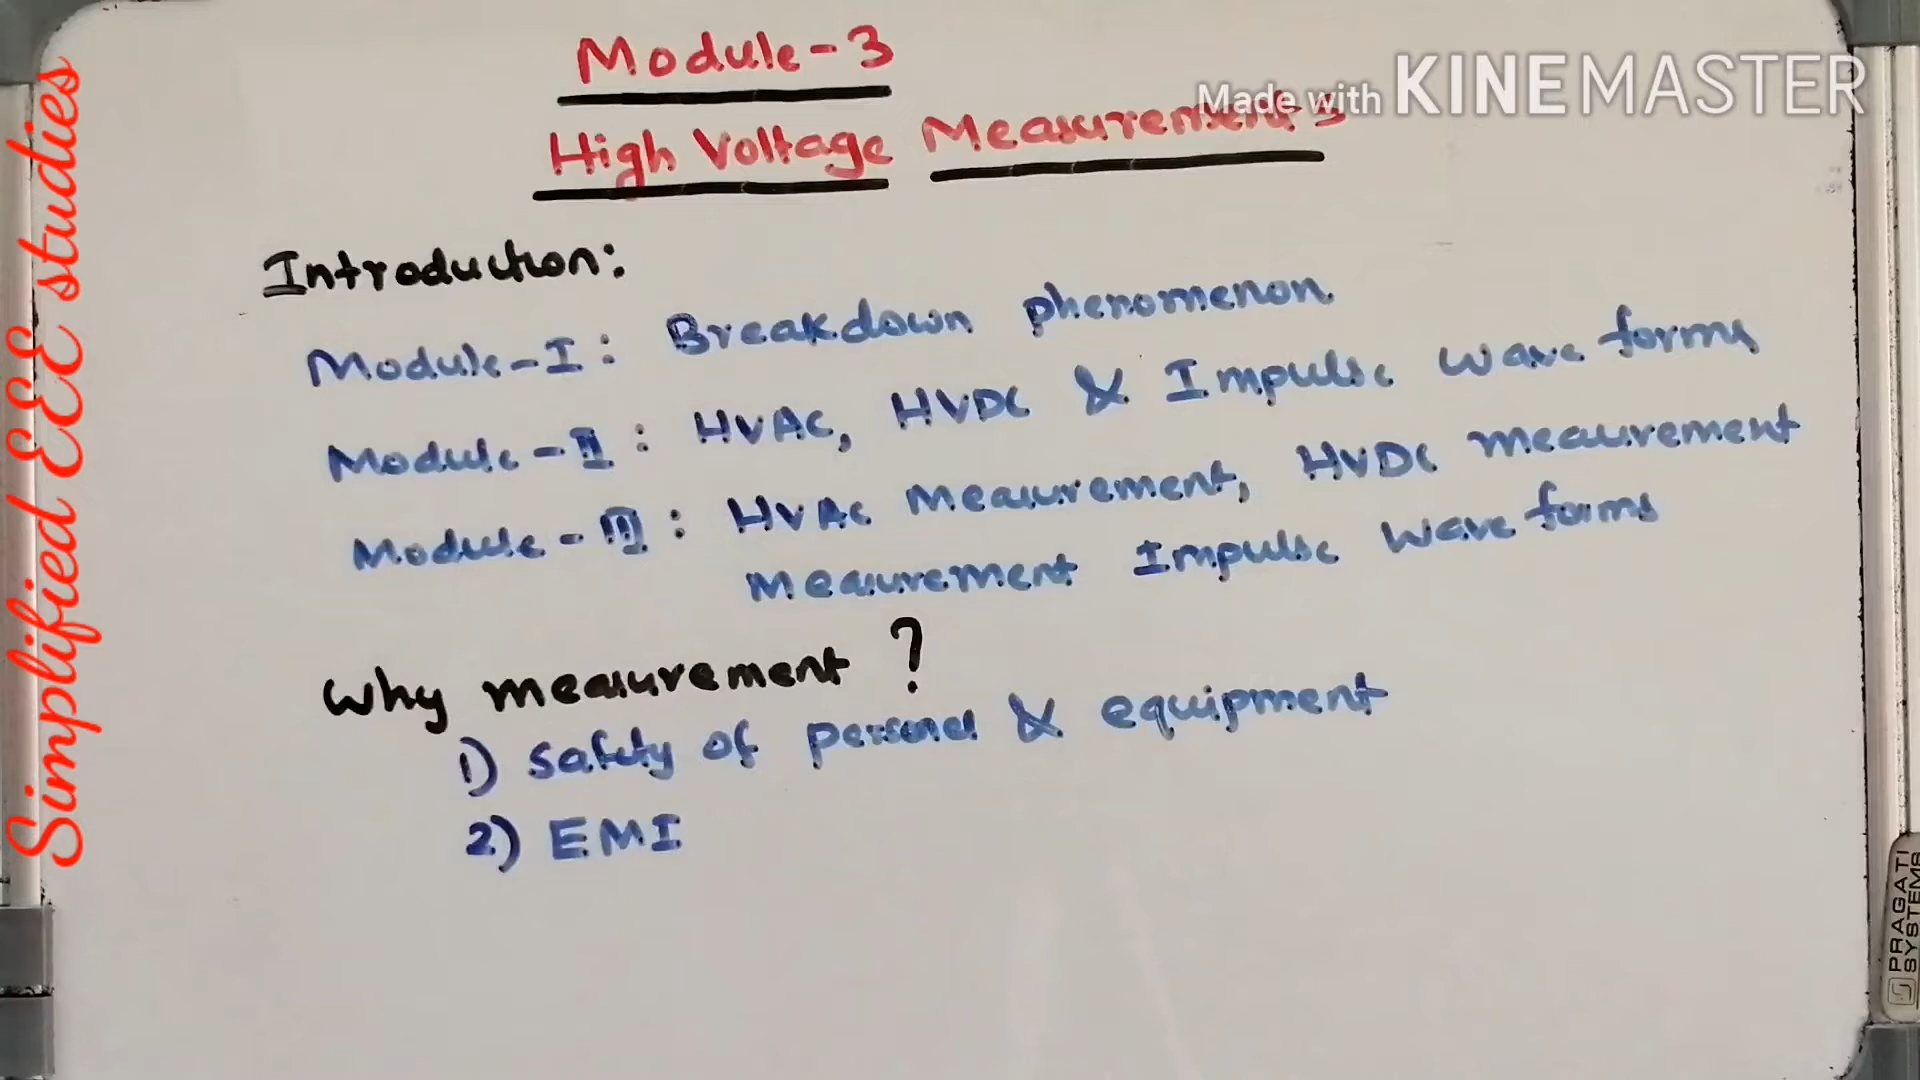 Module-3
Made with KINEMASTER
High Voltage Measurements
Introduction:
Module-I: Breakdown phenomenon
Module-II: HVAC, HVDC & Impulse wave forms
Module-III: HVAC Measurement, HVDC measurement
Measurement Impulse Wave forms
Why measurement?
1) safety of personel & equipment
2) EMI
Simplified EEE studies
PRAGATI
SYSTEMS